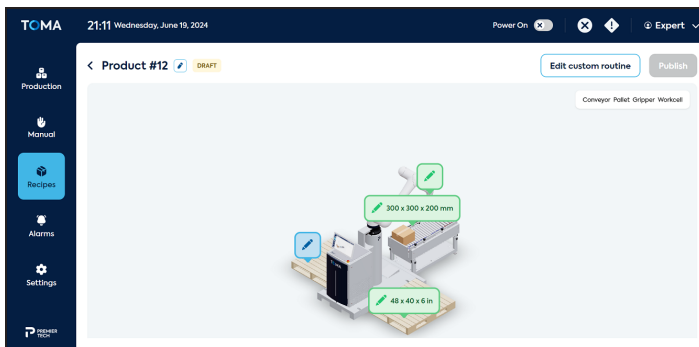 TOMA
21:11 Wednesday, June 19, 2024
Power On
Expert
Production
Manual
Recipes
Alarms
Settings
PREMIER
TECH
Product #12
DRAFT
Edit custom routine
Publish
Conveyor Pallet Gripper Workcell
300 x 300 x 200 mm
TOMA
48 x 40 x 6 in